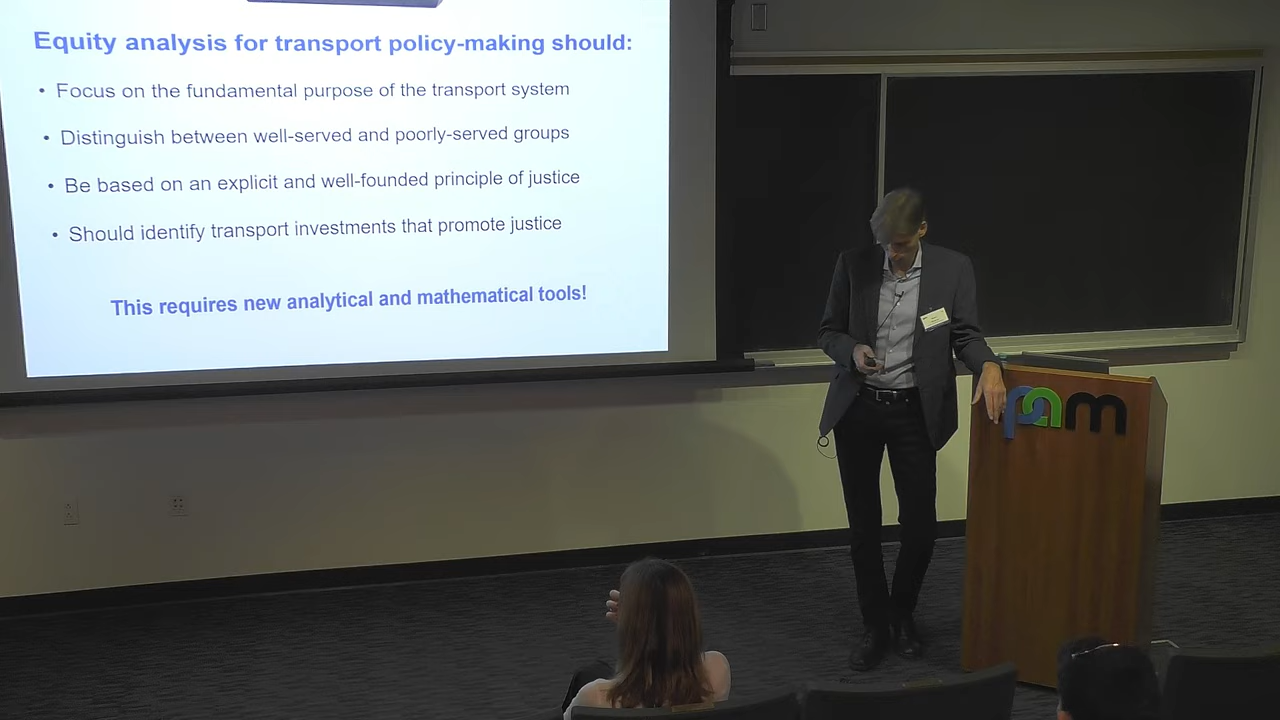 Equity analysis for transport policy-making should:
• Focus on the fundamental purpose of the transport system
• Distinguish between well-served and poorly-served groups
• Be based on an explicit and well-founded principle of justice
• Should identify transport investments that promote justice
This requires new analytical and mathematical tools!
pam